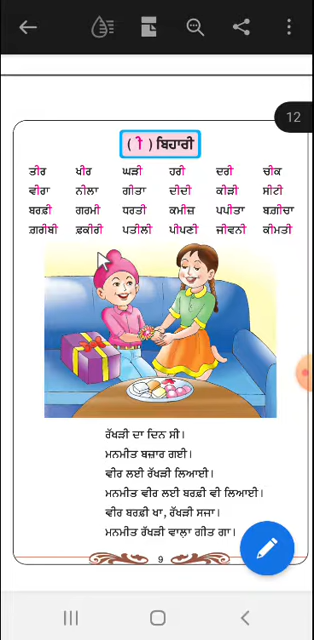 12
( ੀ ) ਬਿਹਾਰੀ
ਤੀਰ ਖੀਰ ਘੜੀ ਹਰੀ ਦਰੀ ਚੀਕ
ਵੀਰਾ ਨੀਲਾ ਗੀਤਾ ਦੀਦੀ ਕੀੜੀ ਸੀਟੀ
ਬਰਫ਼ੀ ਗਰਮੀ ਧਰਤੀ ਕਮੀਜ਼ ਪਪੀਤਾ ਬਗ਼ੀਚਾ
ਗ਼ਰੀਬੀ ਫ਼ਕੀਰੀ ਪਤੀਲੀ ਪੀਪਣੀ ਜੀਵਨੀ ਕੀਮਤੀ
ਰੱਖੜੀ ਦਾ ਦਿਨ ਸੀ।
ਮਨਮੀਤ ਬਜ਼ਾਰ ਗਈ।
ਵੀਰ ਲਈ ਰੱਖੜੀ ਲਿਆਈ।
ਮਨਮੀਤ ਵੀਰ ਲਈ ਬਰਫ਼ੀ ਵੀ ਲਿਆਈ।
ਵੀਰ ਬਰਫ਼ੀ ਖਾ, ਰੱਖੜੀ ਸਜਾ।
ਮਨਮੀਤ ਰੱਖੜੀ ਵਾਲਾ ਗੀਤ ਗਾ।
9